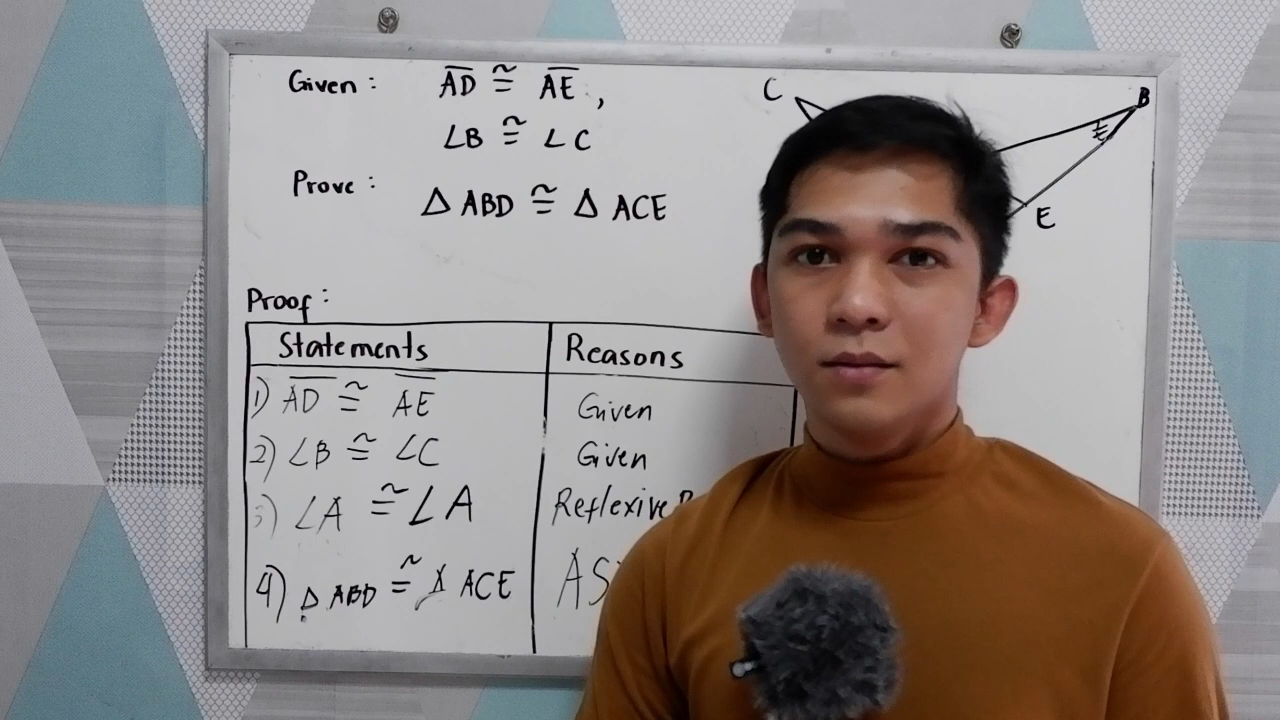 Given : AD ≅ AE ,
∠B ≅ ∠C
Prove : △ ABD ≅ △ ACE
C
B
E
Proof :
Statements Reasons
1) AD ≅ AE Given
2) ∠B ≅ ∠C Given
3) ∠A ≅ ∠A Reflexive
4) △ ABD ≅ △ ACE